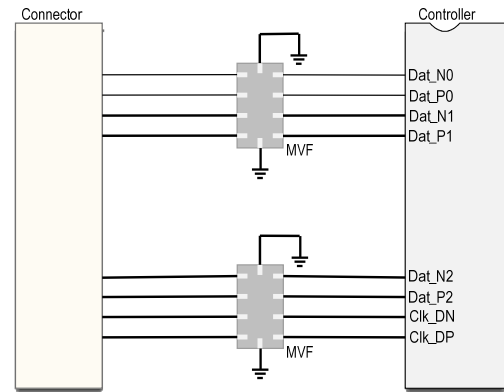 Connector
Controller
Dat_N0
Dat_P0
Dat_N1
Dat_P1
MVF
Dat_N2
Dat_P2
Clk_DN
Clk_DP
MVF